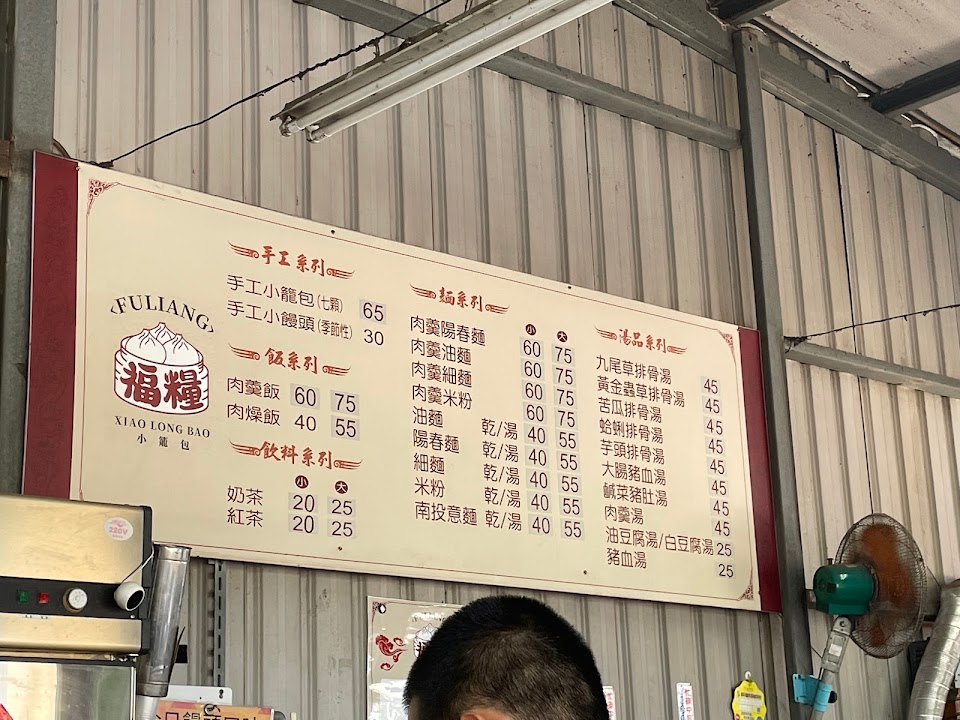 FULIANG
福糧
XIAO LONG BAO
小籠包
手工系列
手工小籠包(七顆) 65
手工小饅頭(季節性) 30
飯系列
肉羹飯 60 75
肉燥飯 40 55
飲料系列
小 大
奶茶 20 25
紅茶 20 25
麵系列
小 大
肉羹陽春麵 60 75
肉羹油麵 60 75
肉羹細麵 60 75
肉羹米粉 60 75
油麵 乾/湯 40 55
陽春麵 乾/湯 40 55
細麵 乾/湯 40 55
米粉 乾/湯 40 55
南投意麵 乾/湯 40 55
湯品系列
九尾草排骨湯 45
黃金蟲草排骨湯 45
苦瓜排骨湯 45
蛤蜊排骨湯 45
芋頭排骨湯 45
大腸豬血湯 45
鹹菜豬肚湯 45
肉羹湯 45
油豆腐湯/白豆腐湯 25
豬血湯 25
220V